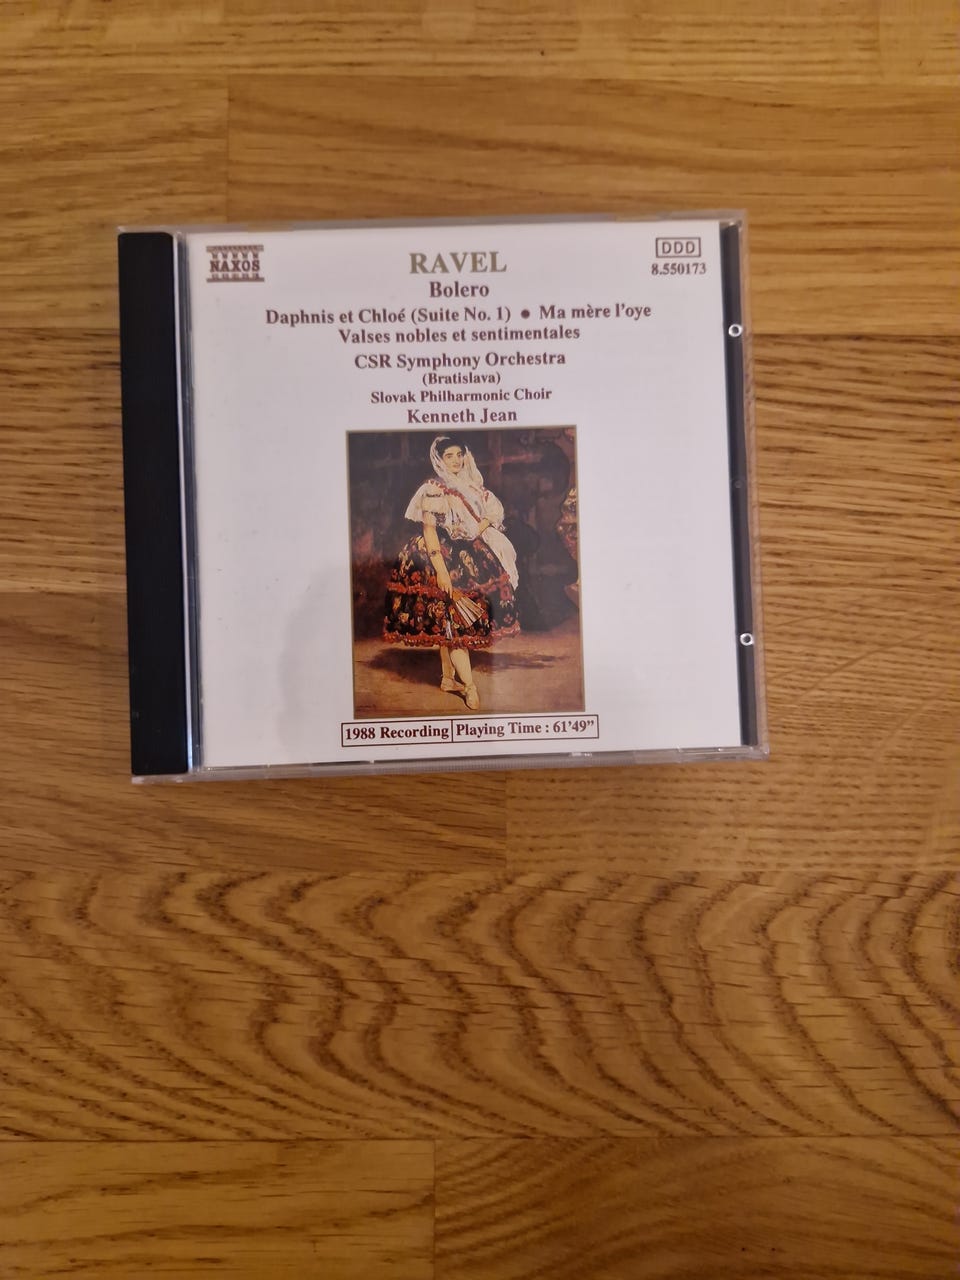 NAXOS
DDD
8.550173
RAVEL
Bolero
Daphnis et Chloé (Suite No. 1) ● Ma mère l'oye
Valses nobles et sentimentales
CSR Symphony Orchestra
(Bratislava)
Slovak Philharmonic Choir
Kenneth Jean
1988 Recording Playing Time : 61'49”